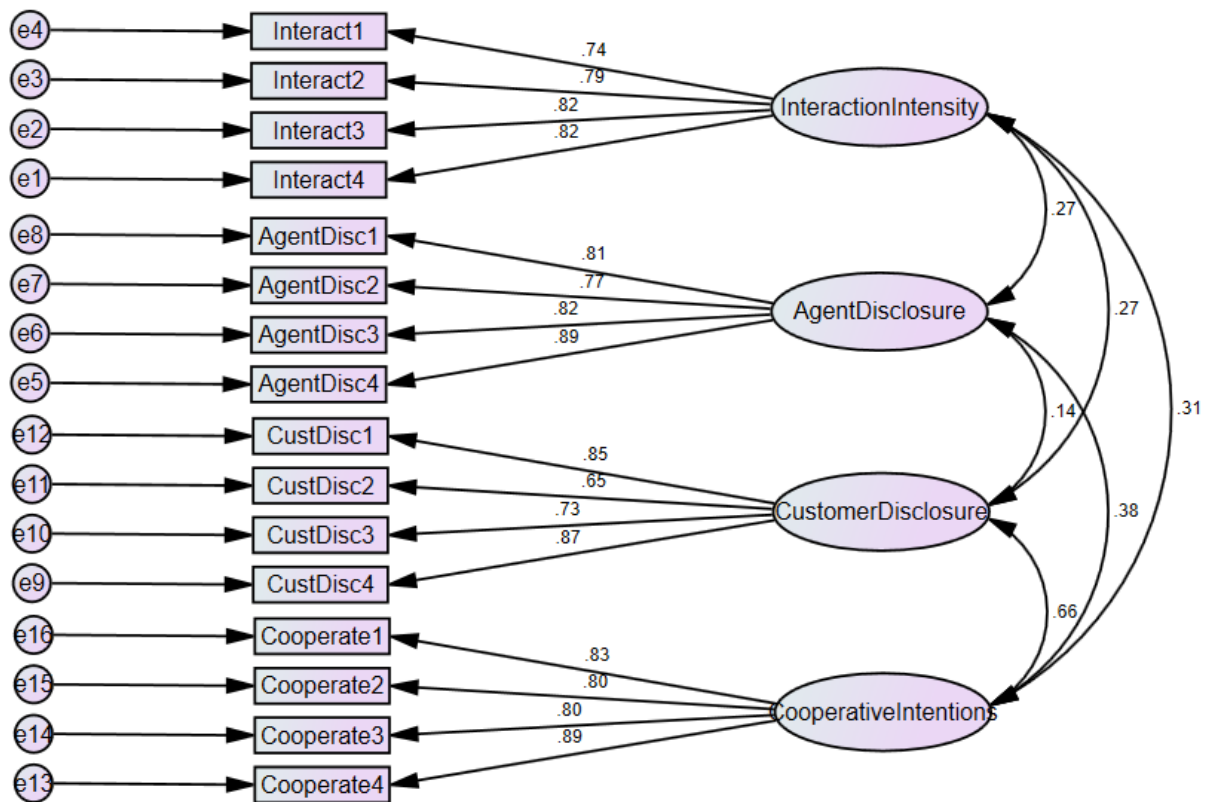 e4
Interact1
.74
e3
Interact2
.79
InteractionIntensity
e2
Interact3
.82
e1
Interact4
.82
.27
e8
AgentDisc1
.81
e7
AgentDisc2
.77
AgentDisclosure
.27
e6
AgentDisc3
.82
e5
AgentDisc4
.89
.14
.31
e12
CustDisc1
.85
e11
CustDisc2
.65
CustomerDisclosure
.38
e10
CustDisc3
.73
e9
CustDisc4
.87
.66
e16
Cooperate1
.83
e15
Cooperate2
.80
CooperativeIntentions
e14
Cooperate3
.80
e13
Cooperate4
.89